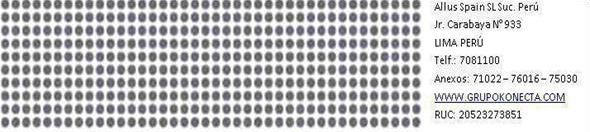 Allus Spain SL Suc. Perú
Jr. Carabaya N° 933
LIMA PERÚ
Telf.: 7081100
Anexos: 71022 – 76016 – 75030
WWW.GRUPOKONECTA.COM
RUC: 20523273851